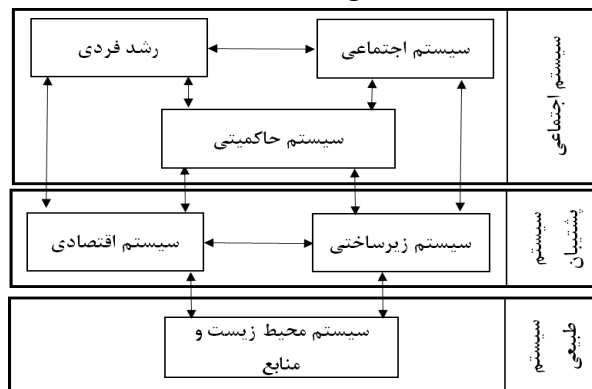 سیستم اجتماعی
رشد فردی
سیستم حاکمیتی
سیستم اجتماعی
سیستم زیرساختی
سیستم اقتصادی
سیستم
پشتیبان
سیستم محیط زیست و
منابع
سیستم
طبیعی